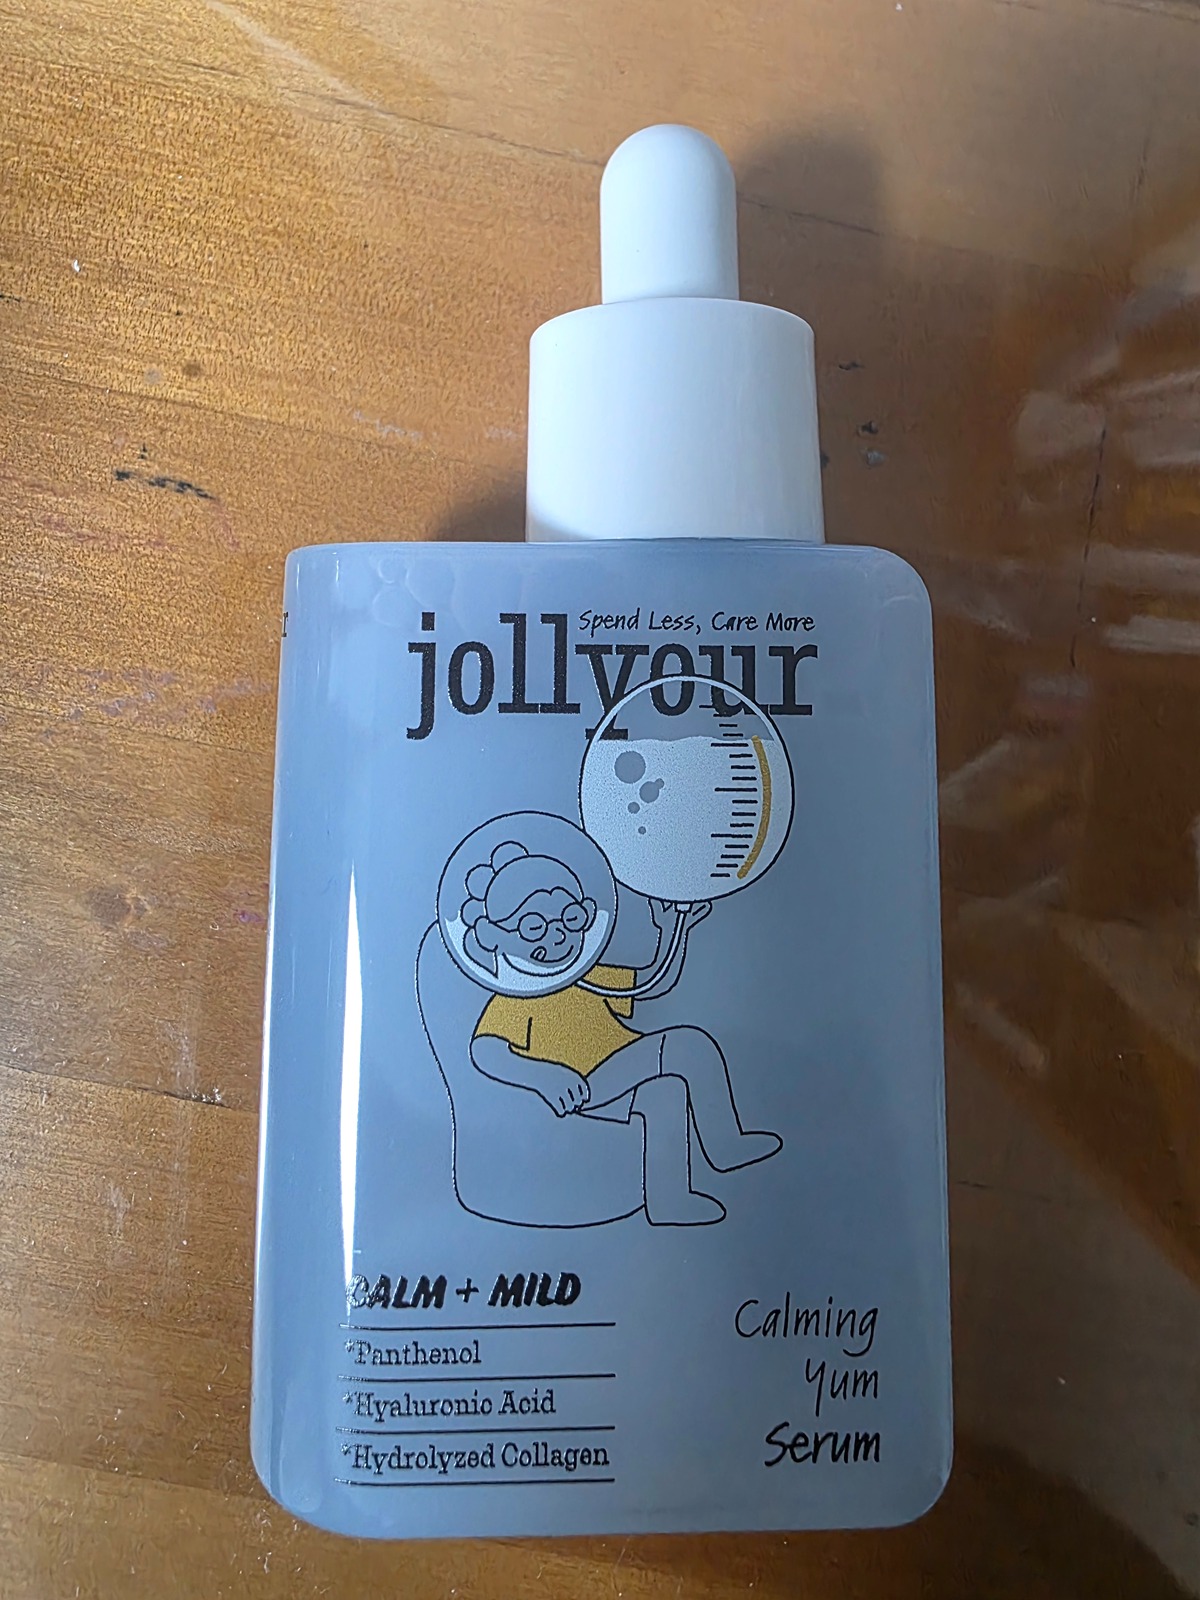 Spend Less, Care More
jollyour
CALM + MILD
*Panthenol
*Hyaluronic Acid
*Hydrolyzed Collagen
Calming
Yum
Serum